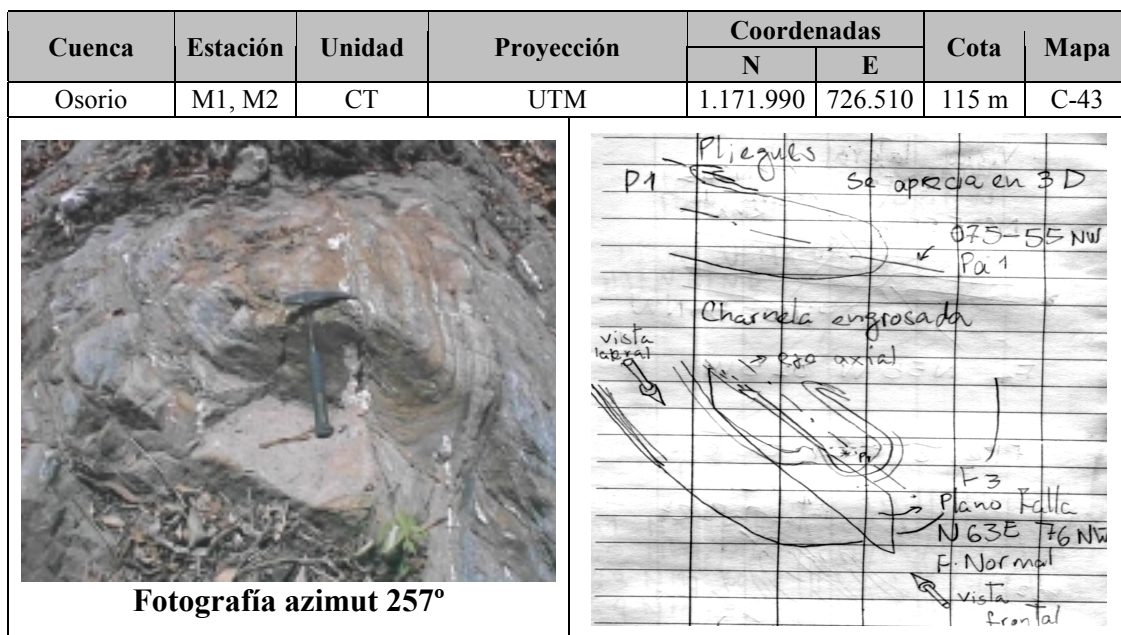 Cuenca Estación Unidad Proyección Coordenadas Cota Mapa
N E
Osorio M1, M2 CT UTM 1.171.990 726.510 115 m C-43
Pliegues
P1 Se aprecia en 3D
075-55 NW
Pa 1
Charnela engrosada
vista
eje axial
F3
Plano Falla
N63E 76 NW
F. Normal
vista
frontal
Fotografía azimut 257º